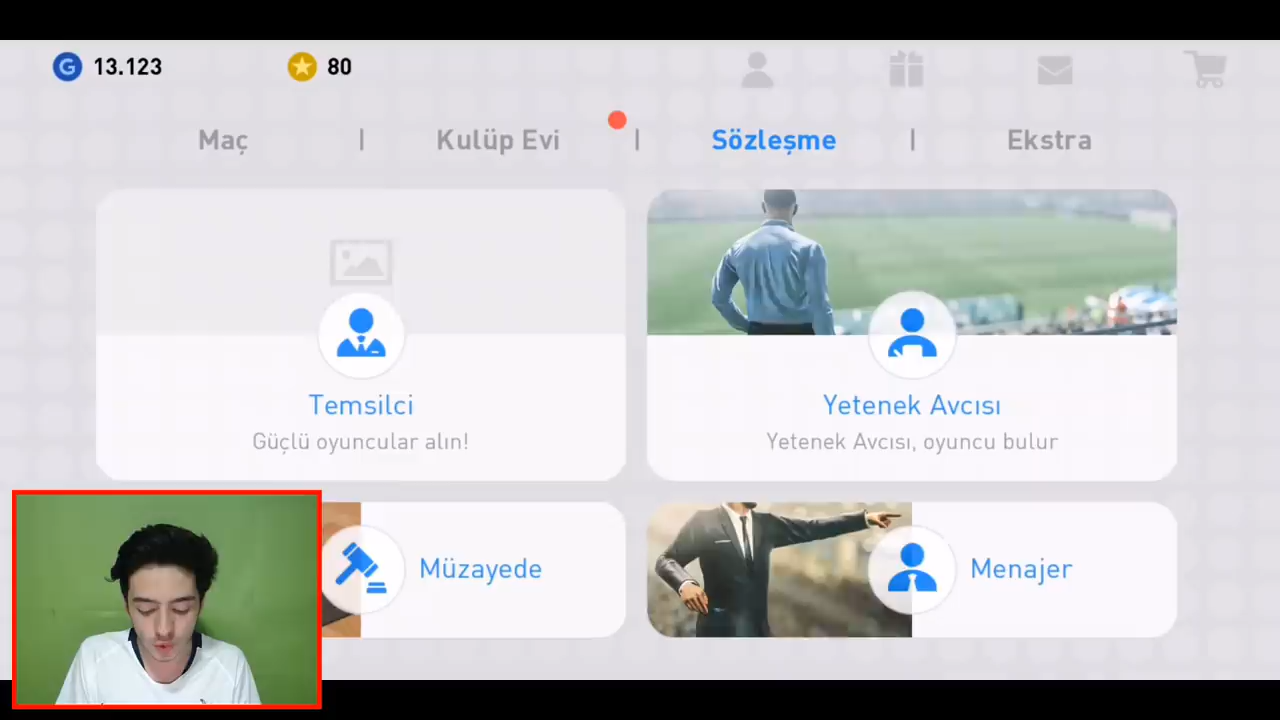 13.123
80
Maç | Kulüp Evi | Sözleşme | Ekstra
Temsilci
Güçlü oyuncular alın!
Yetenek Avcısı
Yetenek Avcısı, oyuncu bulur
Müzayede
Menajer